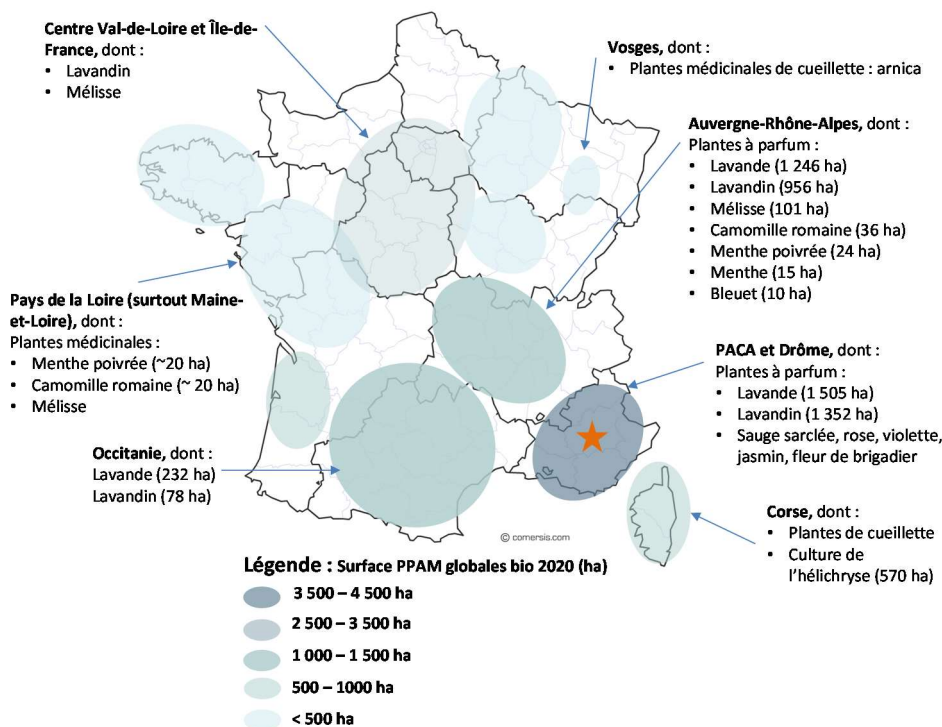 Centre Val-de-Loire et Île-de-
France, dont :
• Lavandin
• Mélisse
Vosges, dont :
• Plantes médicinales de cueillette : arnica
Auvergne-Rhône-Alpes, dont :
Plantes à parfum :
• Lavande (1 246 ha)
• Lavandin (956 ha)
• Mélisse (101 ha)
• Camomille romaine (36 ha)
• Menthe poivrée (24 ha)
• Menthe (15 ha)
• Bleuet (10 ha)
Pays de la Loire (surtout Maine-
et-Loire), dont :
Plantes médicinales :
• Menthe poivrée (~20 ha)
• Camomille romaine (~ 20 ha)
• Mélisse
PACA et Drôme, dont :
Plantes à parfum :
• Lavande (1 505 ha)
• Lavandin (1 352 ha)
• Sauge sarclée, rose, violette,
jasmin, fleur de brigadier
Occitanie, dont :
Lavande (232 ha)
Lavandin (78 ha)
Corse, dont :
• Plantes de cueillette
• Culture de
l'hélichryse (570 ha)
© comersis.com
Légende : Surface PPAM globales bio 2020 (ha)
3 500 – 4 500 ha
2 500 – 3 500 ha
1 000 – 1 500 ha
500 – 1000 ha
< 500 ha